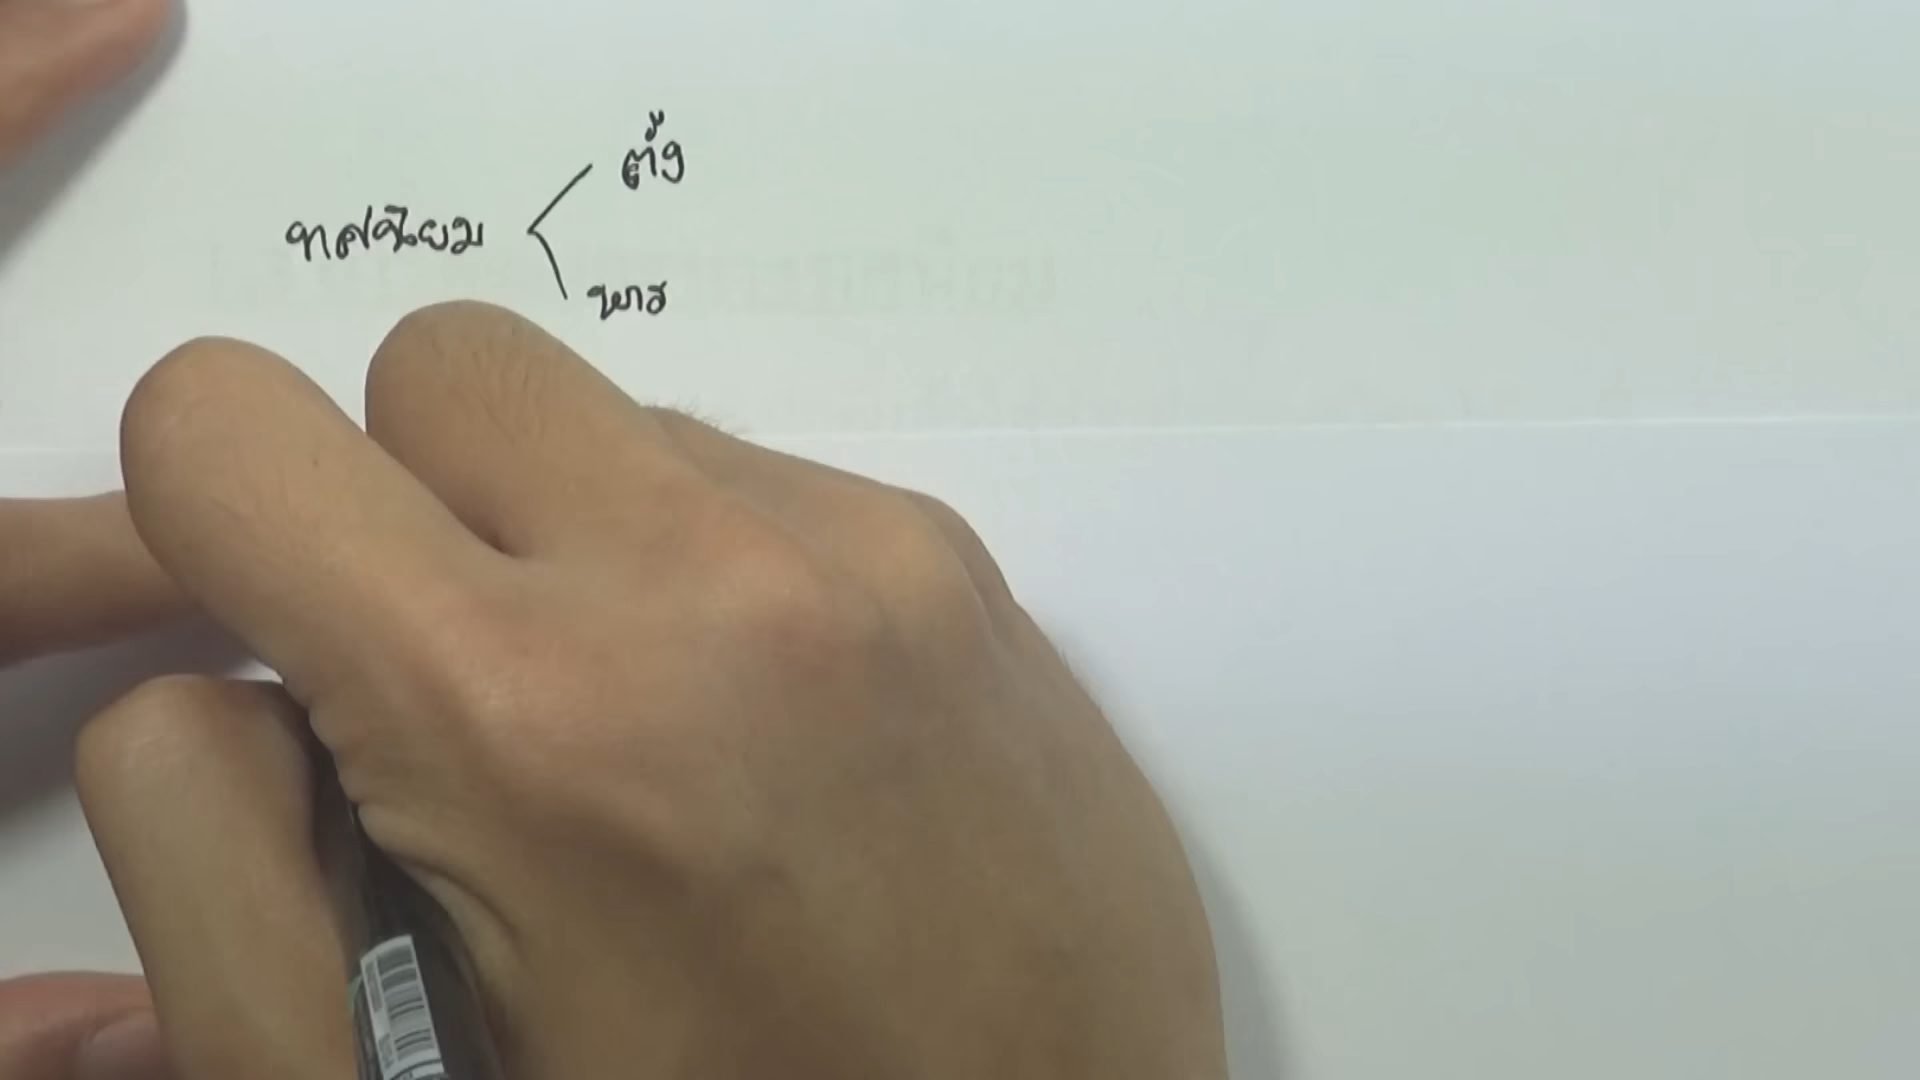 ตั้ง
ทศนิยม
หาร